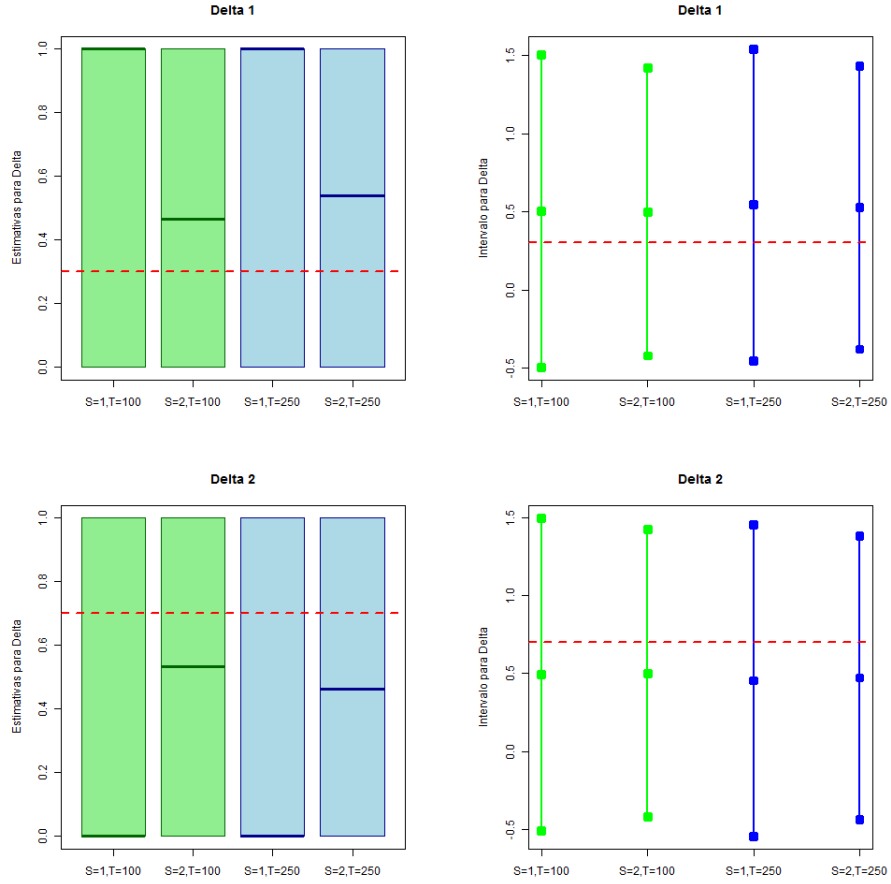 Delta 1
Estimativas para Delta
1.0
0.8
0.6
0.4
0.2
0.0
S=1,T=100 S=2,T=100 S=1,T=250 S=2,T=250
Delta 1
Intervalo para Delta
1.5
1.0
0.5
0.0
-0.5
S=1,T=100 S=2,T=100 S=1,T=250 S=2,T=250
Delta 2
Estimativas para Delta
1.0
0.8
0.6
0.4
0.2
0.0
S=1,T=100 S=2,T=100 S=1,T=250 S=2,T=250
Delta 2
Intervalo para Delta
1.5
1.0
0.5
0.0
-0.5
S=1,T=100 S=2,T=100 S=1,T=250 S=2,T=250